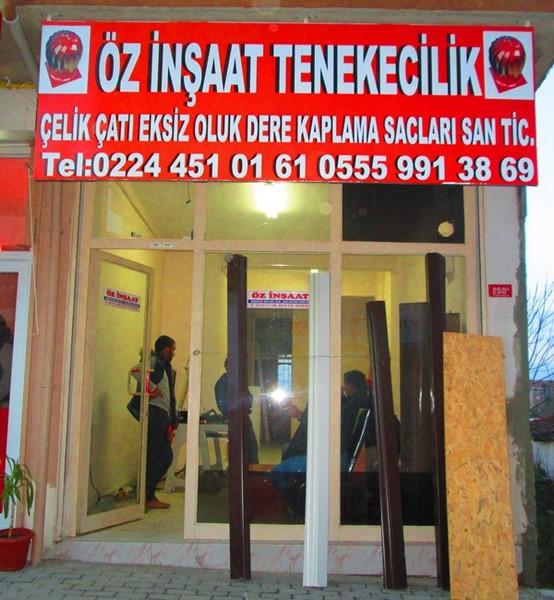 ÖZ İNŞAAT TENEKECİLİK
ÇELİK ÇATI EKSİZ OLUK DERE KAPLAMA SACLARI SAN TİC.
Tel:0224 451 01 61 0555 991 38 69
ÖZ İNŞAAT
ÖZ İNŞAAT
250